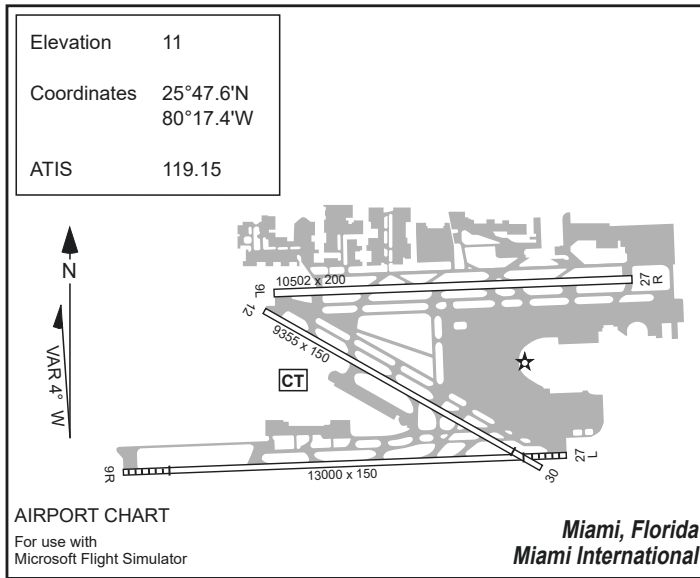 Elevation 11
Coordinates 25°47.6'N
80°17.4'W
ATIS 119.15
N
VAR 4° W
10502 x 200
9L
27
R
12
9355 x 150
CT
9R
13000 x 150
27
L
30
AIRPORT CHART
For use with
Microsoft Flight Simulator
Miami, Florida
Miami International